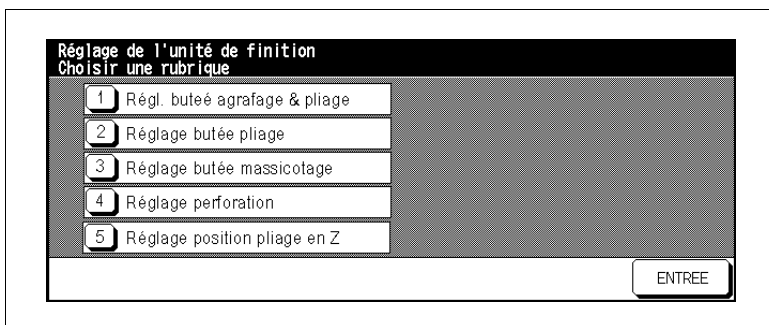 Réglage de l'unité de finition
Choisir une rubrique
1 Régl. buteé agrafage & pliage
2 Réglage butée pliage
3 Réglage butée massicotage
4 Réglage perforation
5 Réglage position pliage en Z
ENTREE